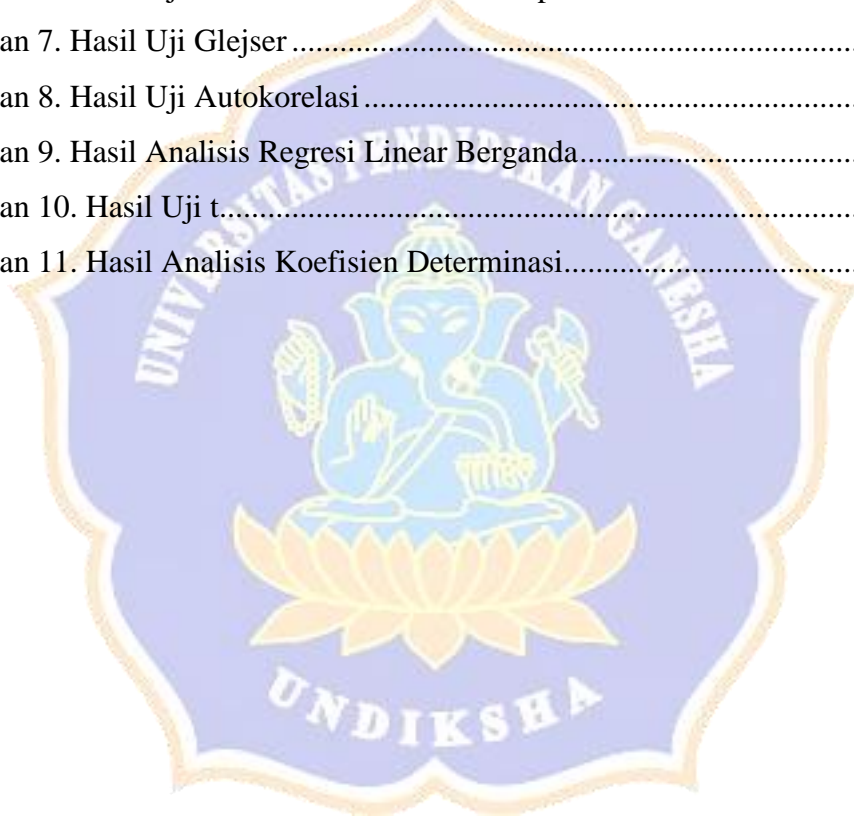 an 7. Hasil Uji Glejser........................................................................
an 8. Hasil Uji Autokorelasi.............................................................
an 9. Hasil Analisis Regresi Linear Berganda...................................
an 10. Hasil Uji t..................................................................................
an 11. Hasil Analisis Koefisien Determinasi.....................................
UNIVERSITAS PENDIDIKAN GANESHA
UNDIKSHA